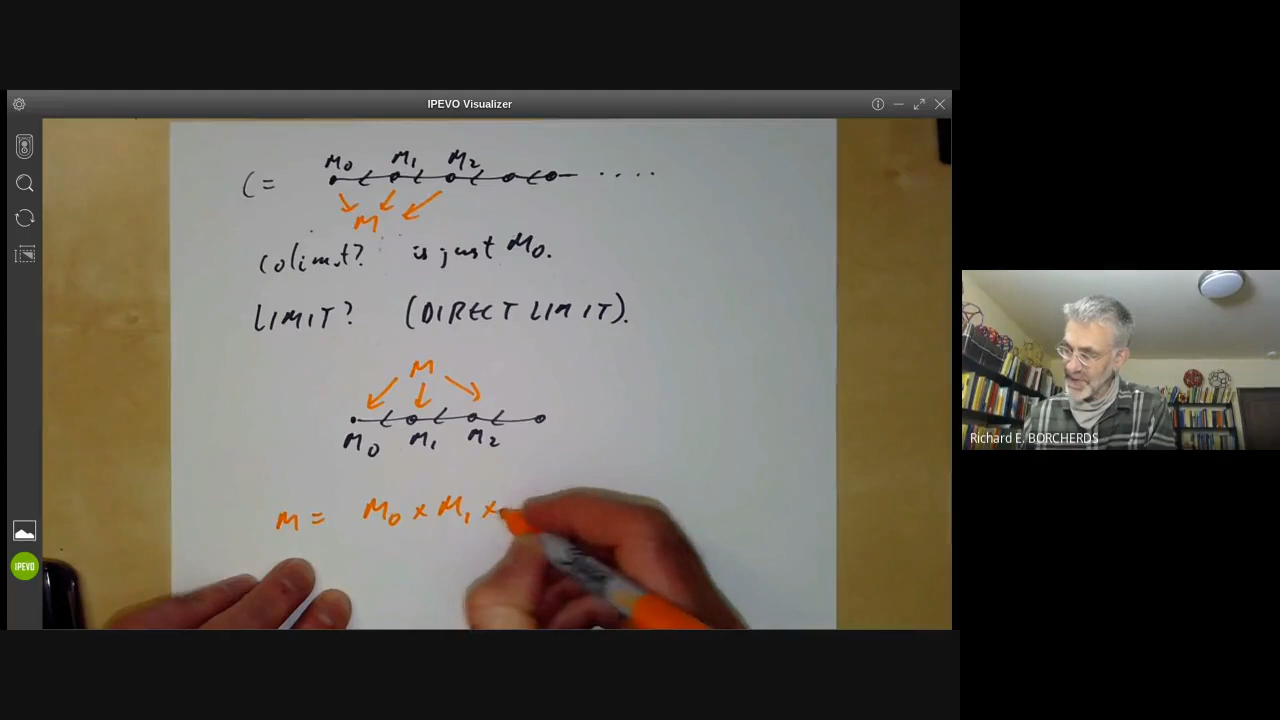 IPEVO Visualizer
M0 M1 M2
C = ....
M
colimit? is just M0.
LIMIT? (DIRECT LIMIT).
M
M0 M1 M2
M = M0 × M1 ×
Richard E. BORCHERDS
IPEVO